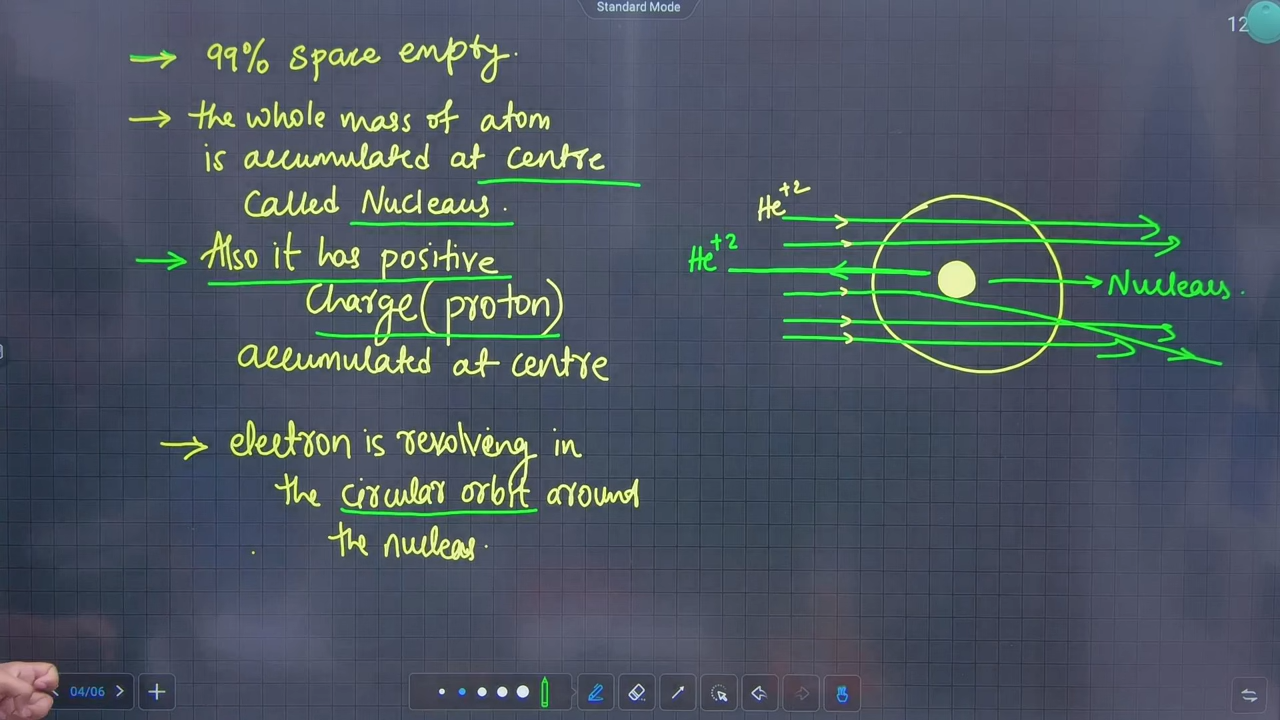 Standard Mode
12
→ 99% space empty.
→ the whole mass of atom
is accumulated at centre
Called Nucleaus.
→ Also it has positive
Charge (proton)
accumulated at centre
→ electron is revolving in
the circular orbit around
the nucleas.
He+2
He+2
Nucleaus.
04/06